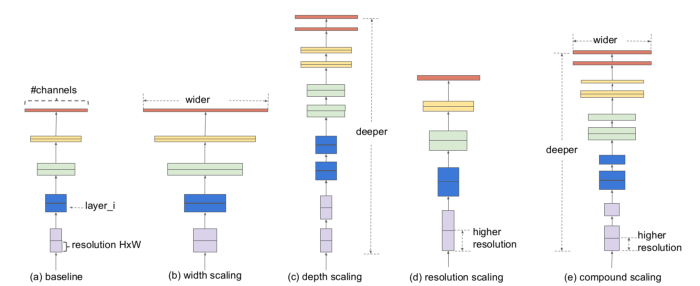 #channels
layer_i
resolution HxW
(a) baseline
wider
(b) width scaling
deeper
(c) depth scaling
higher
resolution
(d) resolution scaling
wider
deeper
higher
resolution
(e) compound scaling